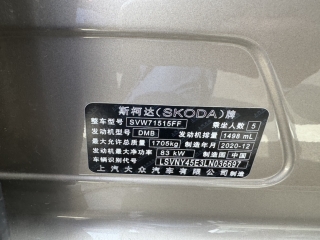 斯柯达(SKODA)牌
整车型号 SVW71515FF 乘坐人数 5
发动机型号 DMB 发动机排量 1498 mL
最大允许总质量 1705kg 制造年月 2020-12
发动机最大净功率 83 kW 制造国 中国
车辆识别代号 LSVNY45E3LN036697
上汽大众汽车有限公司 制造